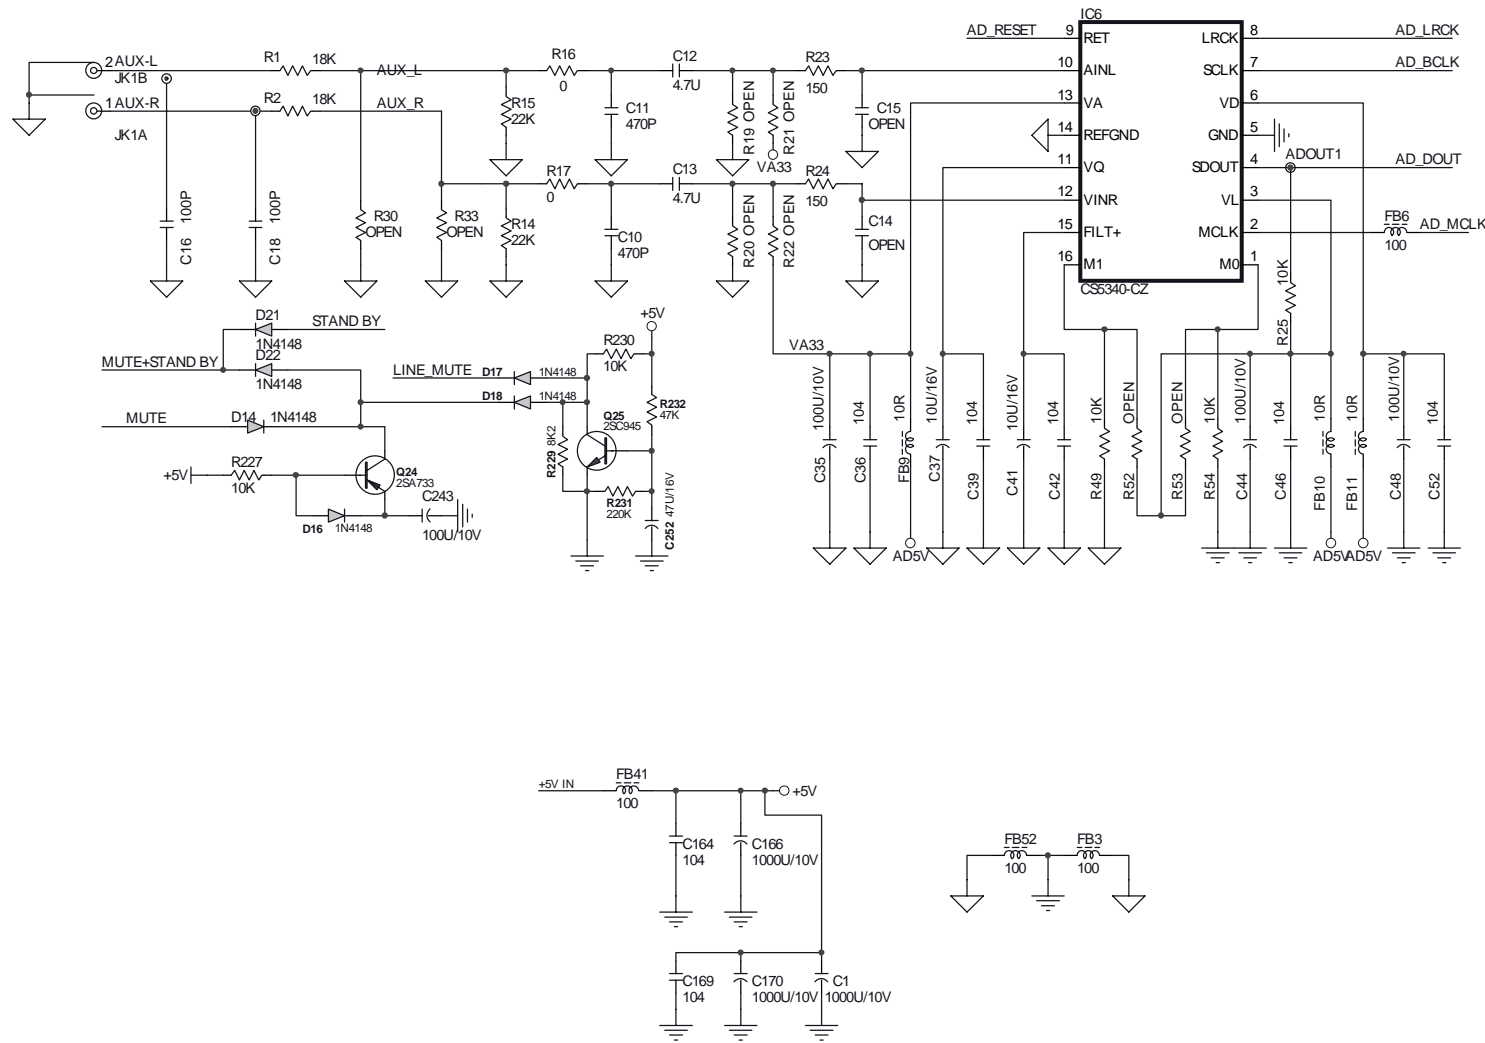 IC6
AD_RESET 9 RET LRCK 8 AD_LRCK
10 AINL SCLK 7 AD_BCLK
13 VA VD 6
14 REFGND GND 5
11 VQ SDOUT 4 ADOUT1 AD_DOUT
12 VINR VL 3
15 FILT+ MCLK 2 FB6 100 AD_MCLK
16 M1 M0 1
CS5340-CZ
2 AUX-L
JK1B
1 AUX-R
JK1A
R1 18K
R2 18K
AUX_L
AUX_R
R16
0
C12
4.7U
R23
150
R15
22K
C11
470P
R19 OPEN
R21 OPEN
VA33
C15
OPEN
R17
0
C13
4.7U
R24
150
C16 100P
C18 100P
R30
OPEN
R33
OPEN
R14
22K
C10
470P
R20 OPEN
R22 OPEN
C14
OPEN
R25 10K
D21
1N4148
STAND BY
MUTE+STAND BY
D22
1N4148
MUTE
D14 1N4148
+5V
R227
10K
Q24
2SA733
D16 1N4148
C243
100U/10V
LINE_MUTE
D17 1N4148
D18 1N4148
+5V
R230
10K
R232
47K
Q25
2SC945
R229 8K2
R231
220K
C252 47U/16V
VA33
C35 100U/10V
C36 104
FB9 10R
AD5V
C37 10U/16V
C39 104
C41 10U/16V
C42 104
R49 10K
R52 OPEN
R53 OPEN
R54 10K
C44 100U/10V
C46 104
FB10 10R
AD5V
FB11 10R
AD5V
C48 100U/10V
C52 104
+5V IN
FB41
100
+5V
C164
104
C166
1000U/10V
C169
104
C170
1000U/10V
C1
1000U/10V
FB52
100
FB3
100